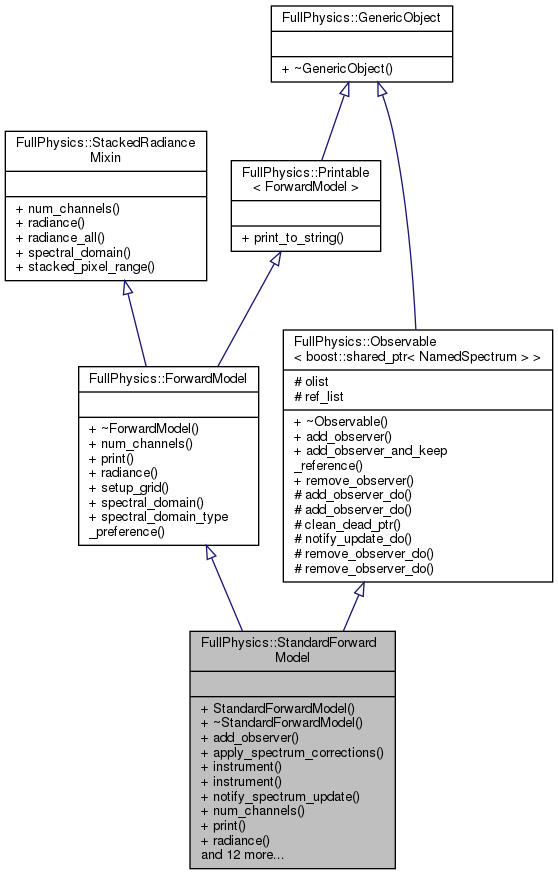 FullPhysics::GenericObject
+ ~GenericObject()
FullPhysics::StackedRadiance
Mixin
+ num_channels()
+ radiance()
+ radiance_all()
+ spectral_domain()
+ stacked_pixel_range()
FullPhysics::Printable
< ForwardModel >
+ print_to_string()
FullPhysics::Observable
< boost::shared_ptr< NamedSpectrum > >
# olist
# ref_list
+ ~Observable()
+ add_observer()
+ add_observer_and_keep
_reference()
+ remove_observer()
# add_observer_do()
# add_observer_do()
# clean_dead_ptr()
# notify_update_do()
# remove_observer_do()
# remove_observer_do()
FullPhysics::ForwardModel
+ ~ForwardModel()
+ num_channels()
+ print()
+ radiance()
+ setup_grid()
+ spectral_domain()
+ spectral_domain_type
_preference()
FullPhysics::StandardForward
Model
+ StandardForwardModel()
+ ~StandardForwardModel()
+ add_observer()
+ apply_spectrum_corrections()
+ instrument()
+ instrument()
+ notify_spectrum_update()
+ num_channels()
+ print()
+ radiance()
and 12 more...